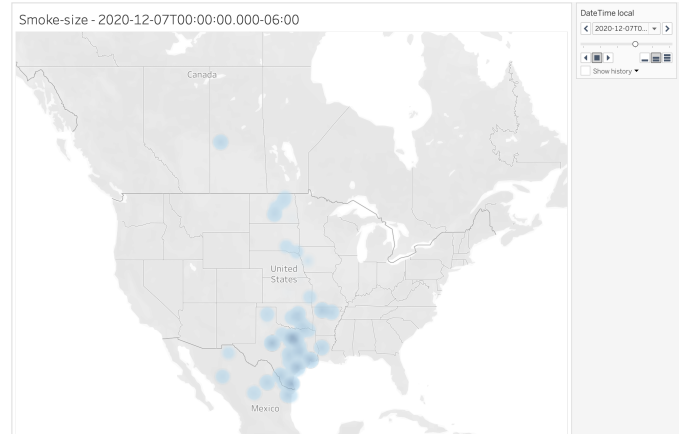 Smoke-size - 2020-12-07T00:00:00.000-06:00
DateTime local
2020-12-07T0...
Show history
Canada
United
States
Mexico